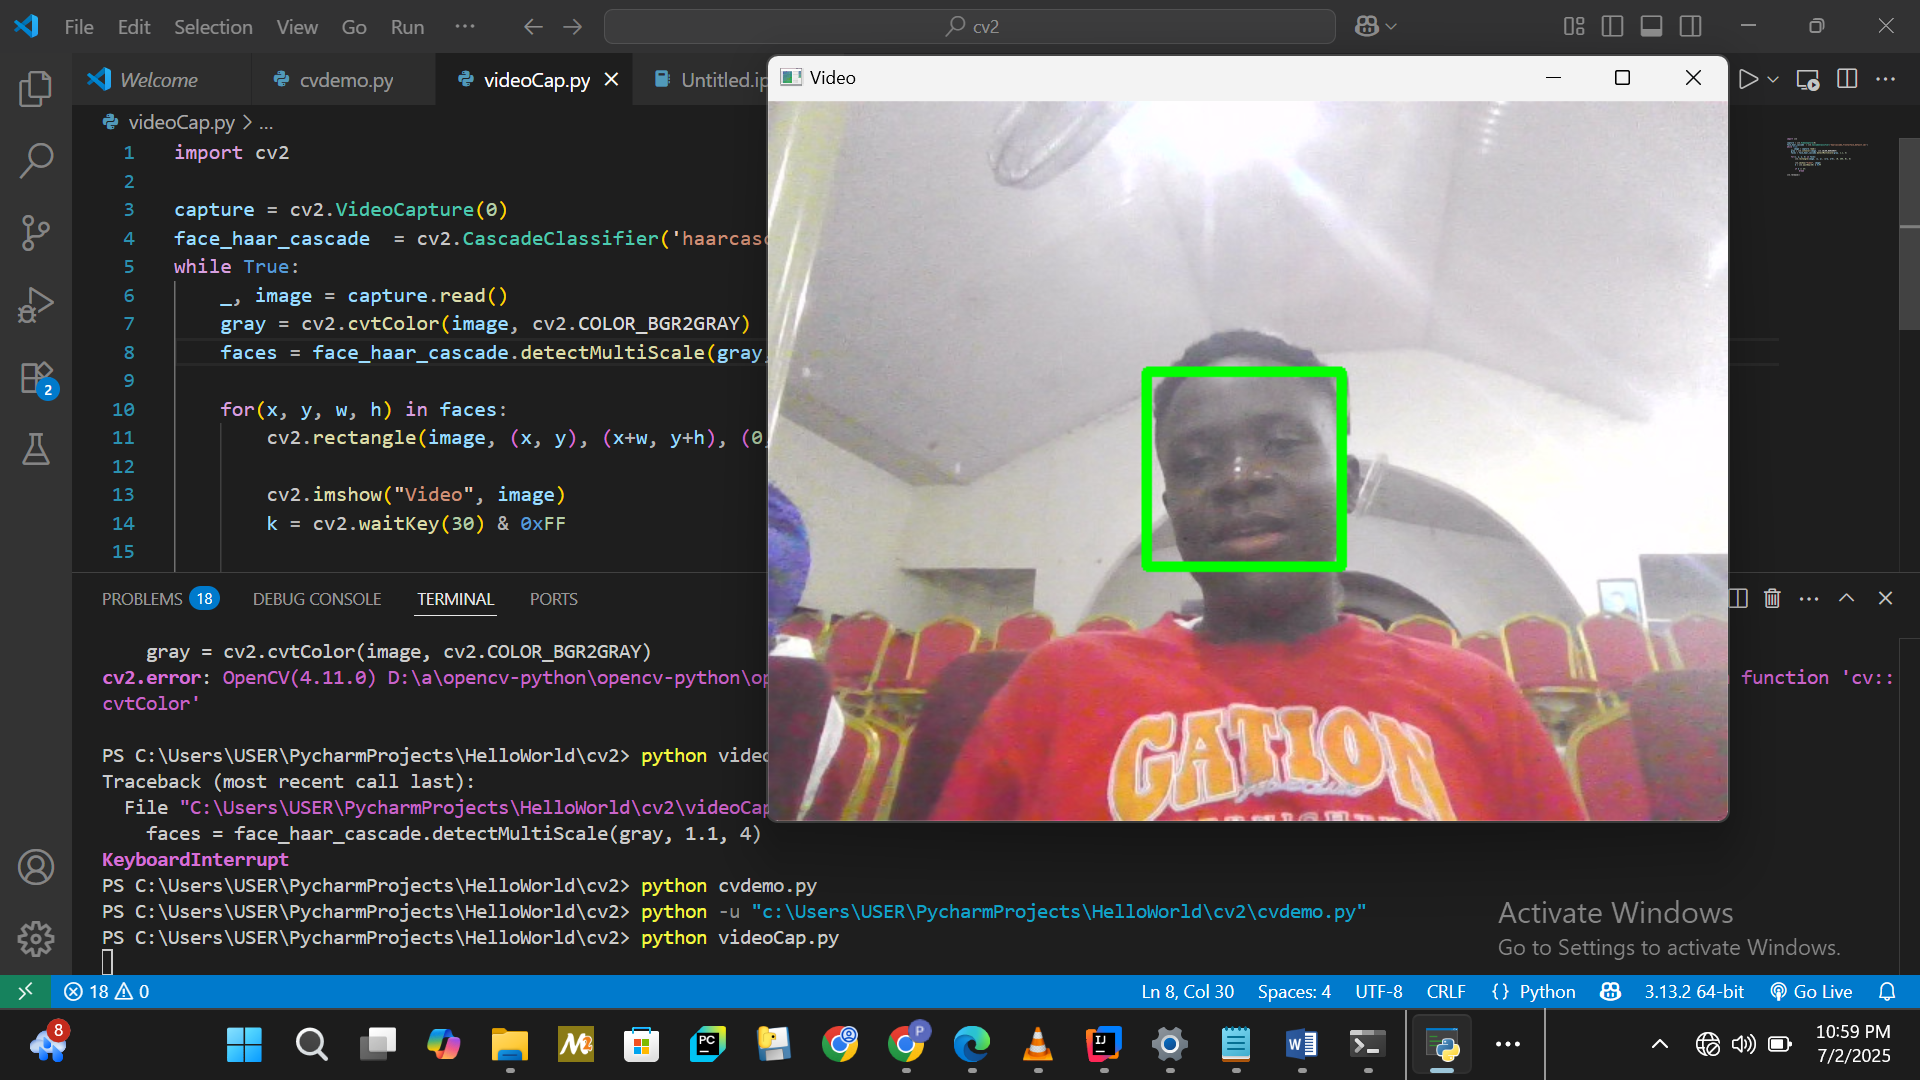 File Edit Selection View Go Run ···
cv2
Welcome cvdemo.py videoCap.py Untitled.ip
videoCap.py > ...
1 import cv2
2
3 capture = cv2.VideoCapture(0)
4 face_haar_cascade  = cv2.CascadeClassifier('haarcasc
5 while True:
6 _, image = capture.read()
7 gray = cv2.cvtColor(image, cv2.COLOR_BGR2GRAY)
8 faces = face_haar_cascade.detectMultiScale(gray,
9
10 for(x, y, w, h) in faces:
11 cv2.rectangle(image, (x, y), (x+w, y+h), (0,
12
13 cv2.imshow("Video", image)
14 k = cv2.waitKey(30) & 0xFF
15
2
Video
GATION
PROBLEMS 18 DEBUG CONSOLE TERMINAL PORTS
gray = cv2.cvtColor(image, cv2.COLOR_BGR2GRAY)
cv2.error: OpenCV(4.11.0) D:\a\opencv-python\opencv-python\op function 'cv::
cvtColor'
PS C:\Users\USER\PycharmProjects\HelloWorld\cv2> python video
Traceback (most recent call last):
File "C:\Users\USER\PycharmProjects\HelloWorld\cv2\videoCap
faces = face_haar_cascade.detectMultiScale(gray, 1.1, 4)
KeyboardInterrupt
PS C:\Users\USER\PycharmProjects\HelloWorld\cv2> python cvdemo.py
PS C:\Users\USER\PycharmProjects\HelloWorld\cv2> python -u "c:\Users\USER\PycharmProjects\HelloWorld\cv2\cvdemo.py"
PS C:\Users\USER\PycharmProjects\HelloWorld\cv2> python videoCap.py
Activate Windows
Go to Settings to activate Windows.
18 0 Ln 8, Col 30 Spaces: 4 UTF-8 CRLF {} Python 3.13.2 64-bit Go Live
8
10:59 PM
7/2/2025